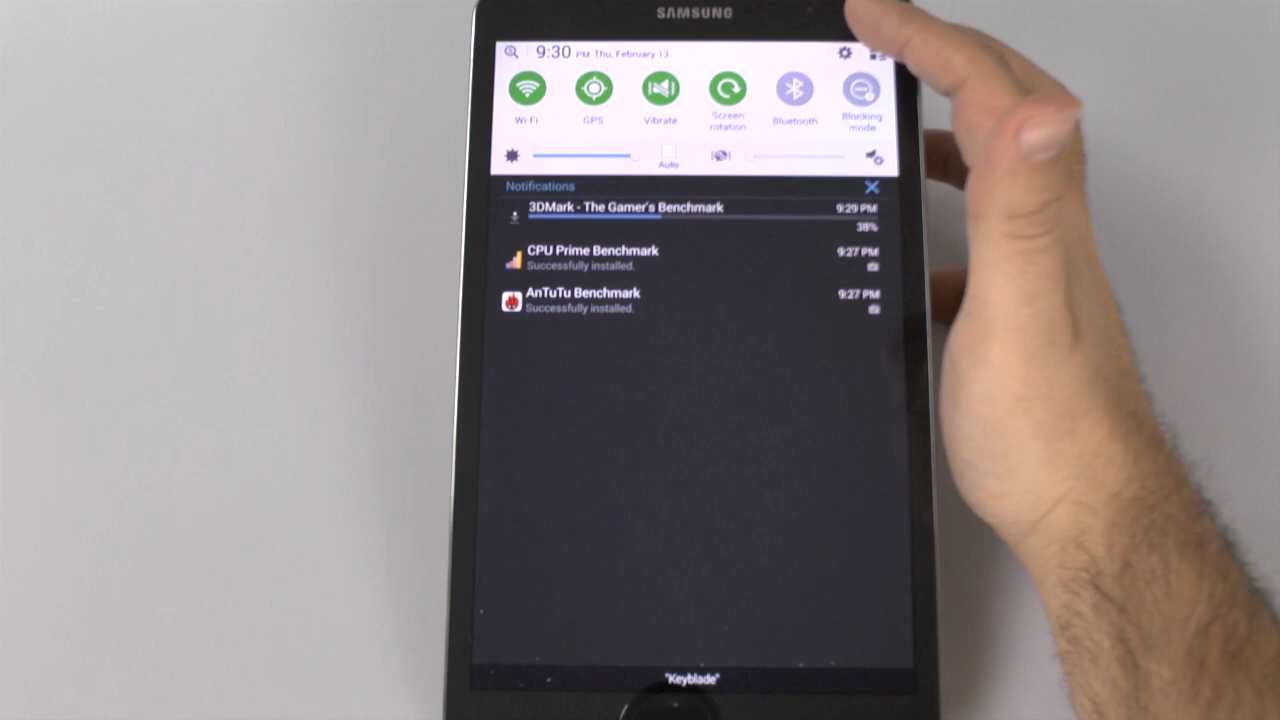 SAMSUNG
9:30 PM Thu, February 13
Wi-Fi GPS Vibrate Screen rotation Bluetooth Blocking mode
Auto
Notifications
3DMark - The Gamer's Benchmark 9:29 PM
38%
CPU Prime Benchmark 9:27 PM
Successfully installed.
AnTuTu Benchmark 9:27 PM
Successfully installed.
"Keyblade"